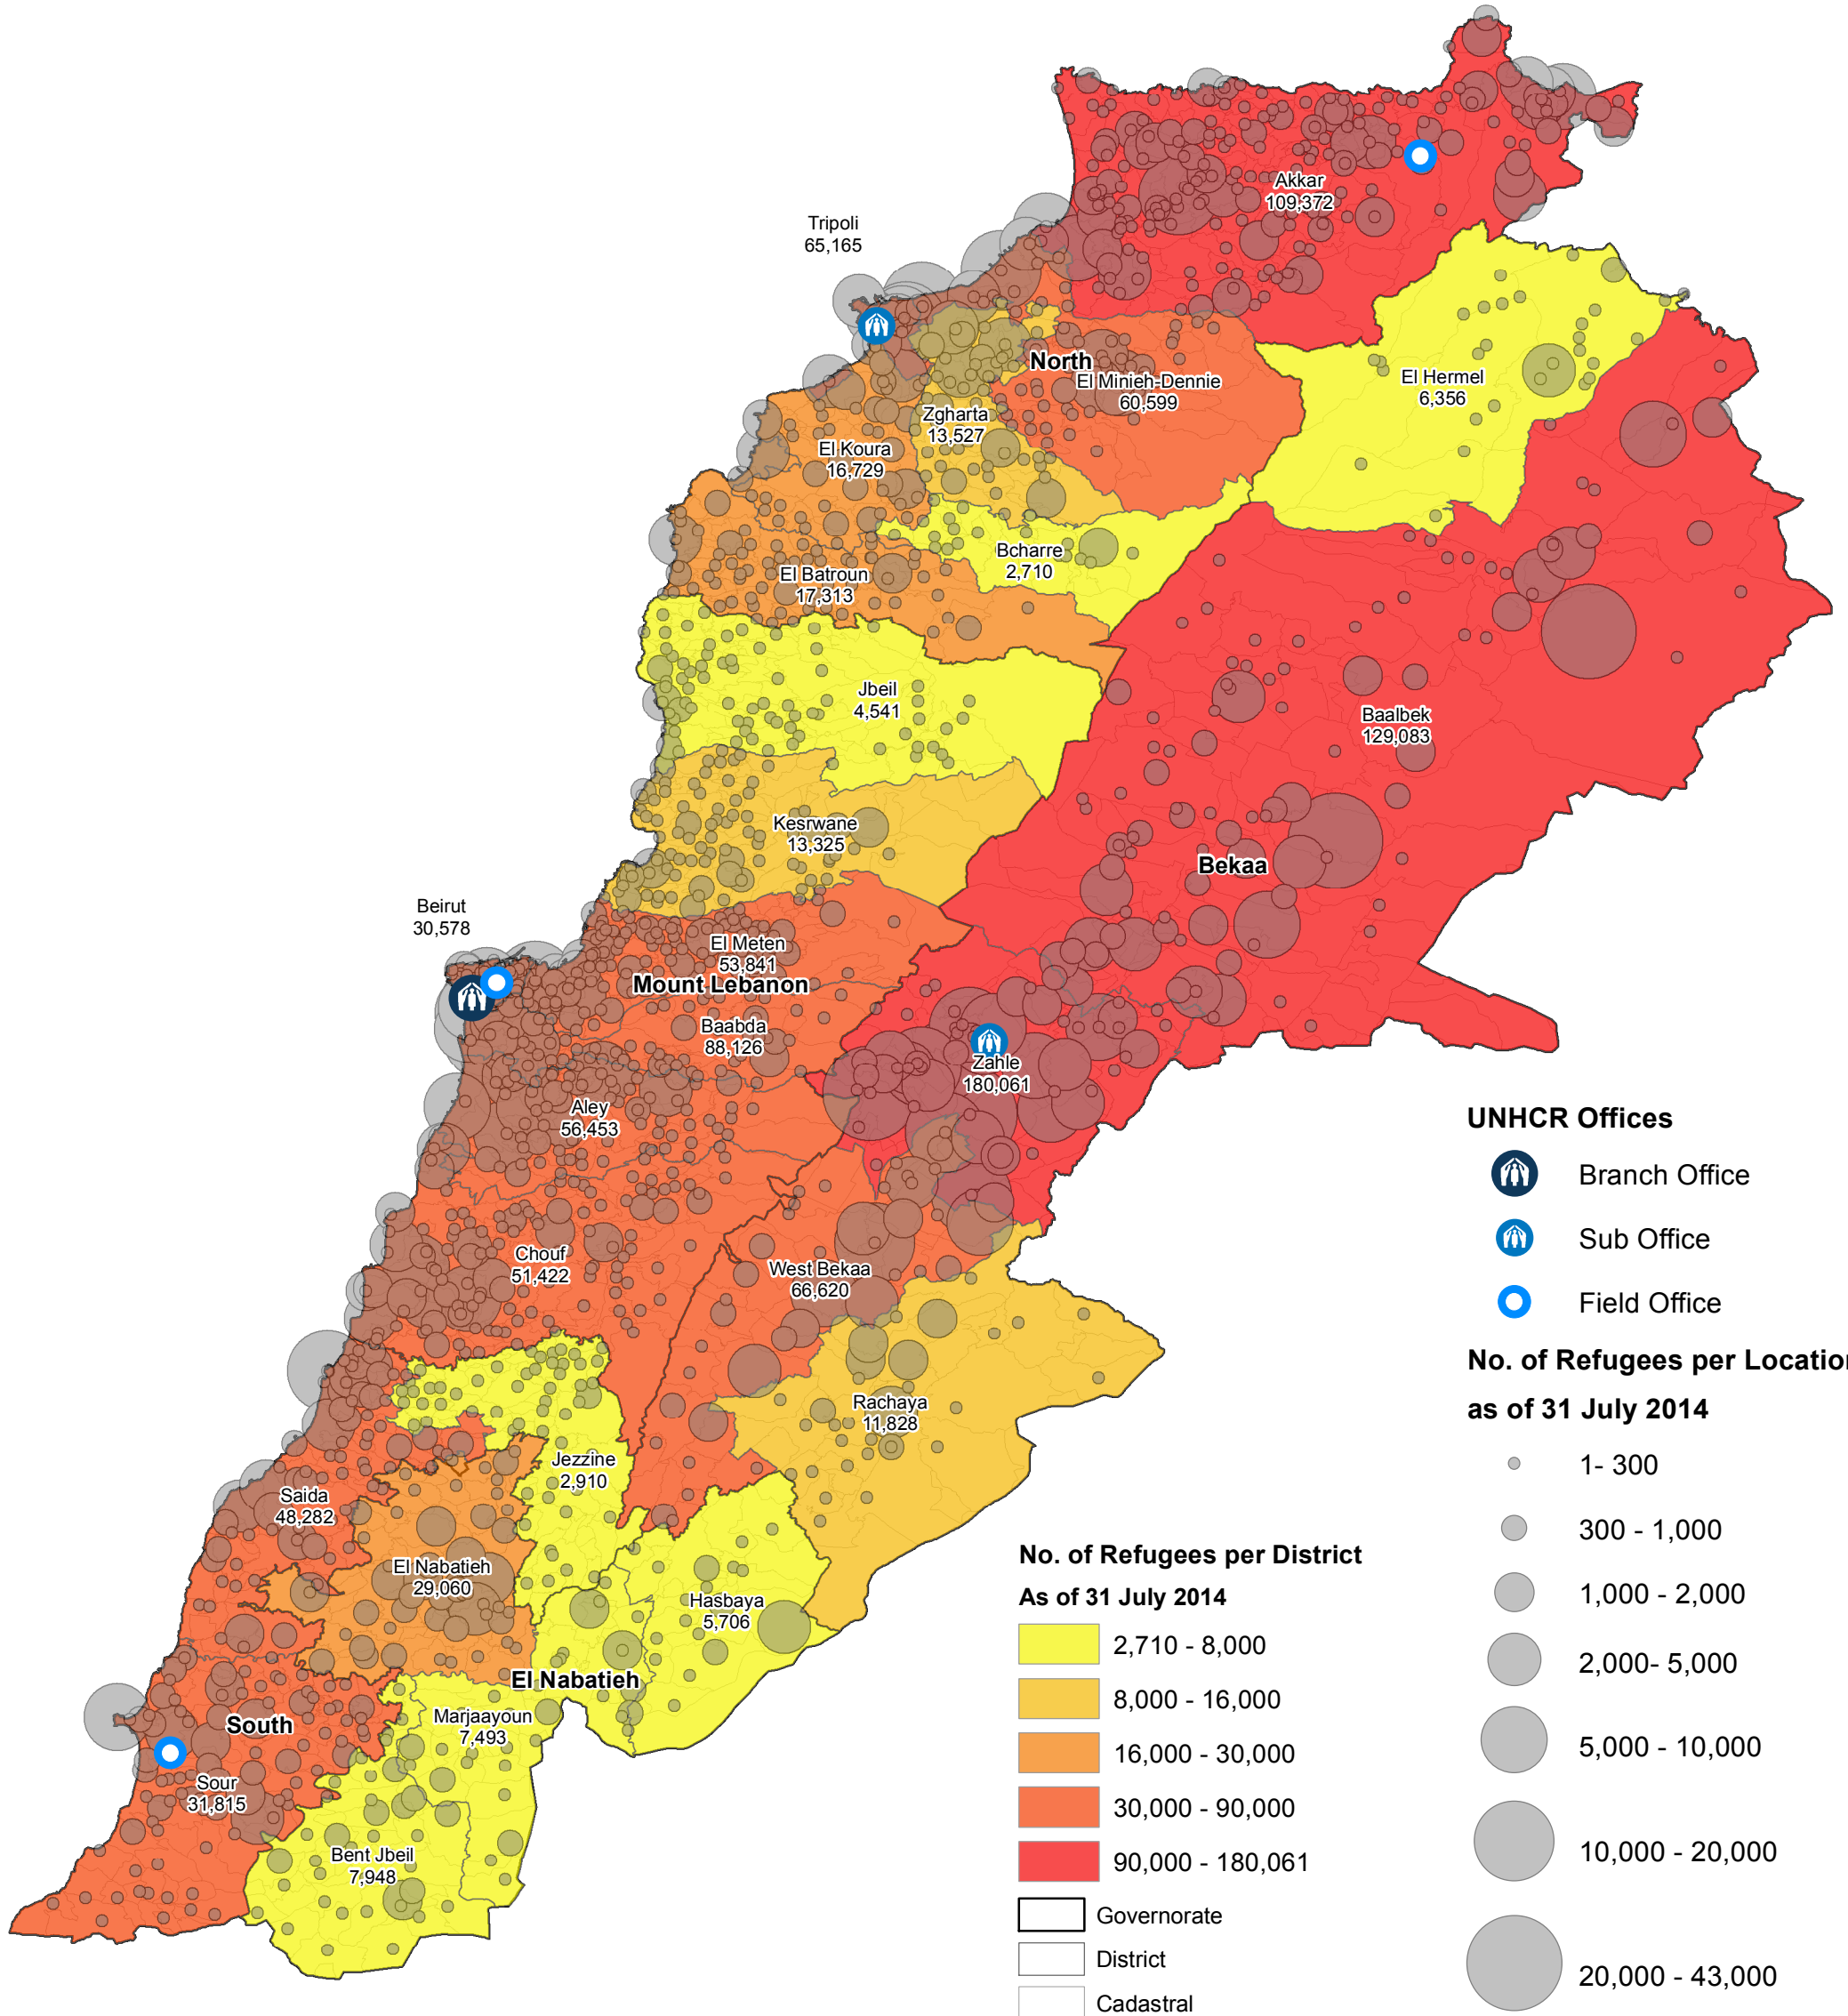 Akkar
109,372
Tripoli
65,165
North
El Minieh-Dennie
60,599
El Hermel
6,356
Zgharta
13,527
El Koura
16,729
Bcharre
2,710
El Batroun
17,313
Jbeil
4,541
Baalbek
129,083
Kesrwane
13,325
Bekaa
Beirut
30,578
El Meten
53,841
Mount Lebanon
Baabda
88,126
Zahle
180,061
Aley
56,453
Chouf
51,422
West Bekaa
66,620
Rachaya
11,828
Jezzine
2,910
Saida
48,282
El Nabatieh
29,060
Hasbaya
5,706
El Nabatieh
Marjaayoun
7,493
South
Sour
31,815
Bent Jbeil
7,948
UNHCR Offices
Branch Office
Sub Office
Field Office
No. of Refugees per Location
as of 31 July 2014
1- 300
300 - 1,000
1,000 - 2,000
2,000- 5,000
5,000 - 10,000
10,000 - 20,000
20,000 - 43,000
No. of Refugees per District
As of 31 July 2014
2,710 - 8,000
8,000 - 16,000
16,000 - 30,000
30,000 - 90,000
90,000 - 180,061
Governorate
District
Cadastral